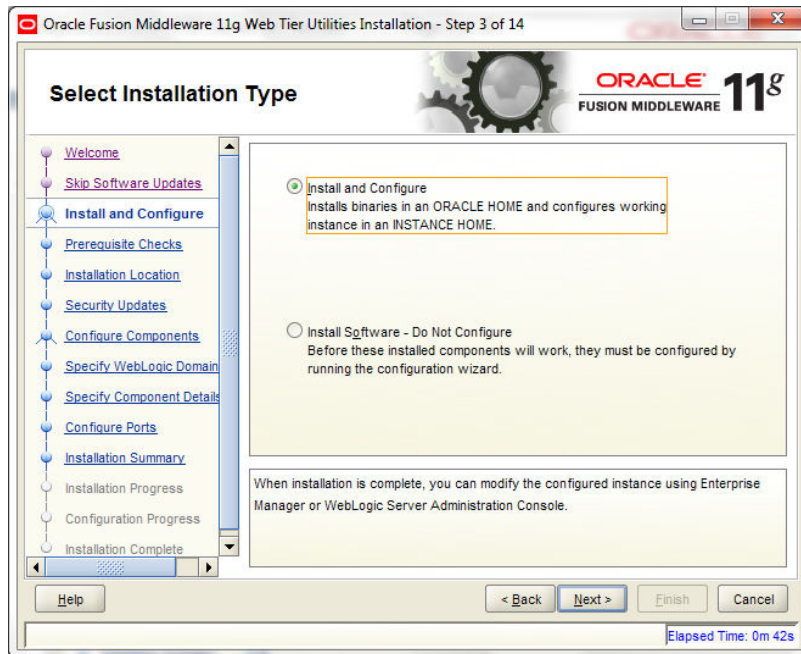 Oracle Fusion Middleware 11g Web Tier Utilities Installation - Step 3 of 14
Select Installation Type
ORACLE
FUSION MIDDLEWARE 11g
Welcome
Skip Software Updates
Install and Configure
Prerequisite Checks
Installation Location
Security Updates
Configure Components
Specify WebLogic Domain
Specify Component Details
Configure Ports
Installation Summary
Installation Progress
Configuration Progress
Installation Complete
Install and Configure
Installs binaries in an ORACLE HOME and configures working
instance in an INSTANCE HOME.
Install Software - Do Not Configure
Before these installed components will work, they must be configured by
running the configuration wizard.
When installation is complete, you can modify the configured instance using Enterprise
Manager or WebLogic Server Administration Console.
Help
< Back
Next >
Finish
Cancel
Elapsed Time: 0m 42s